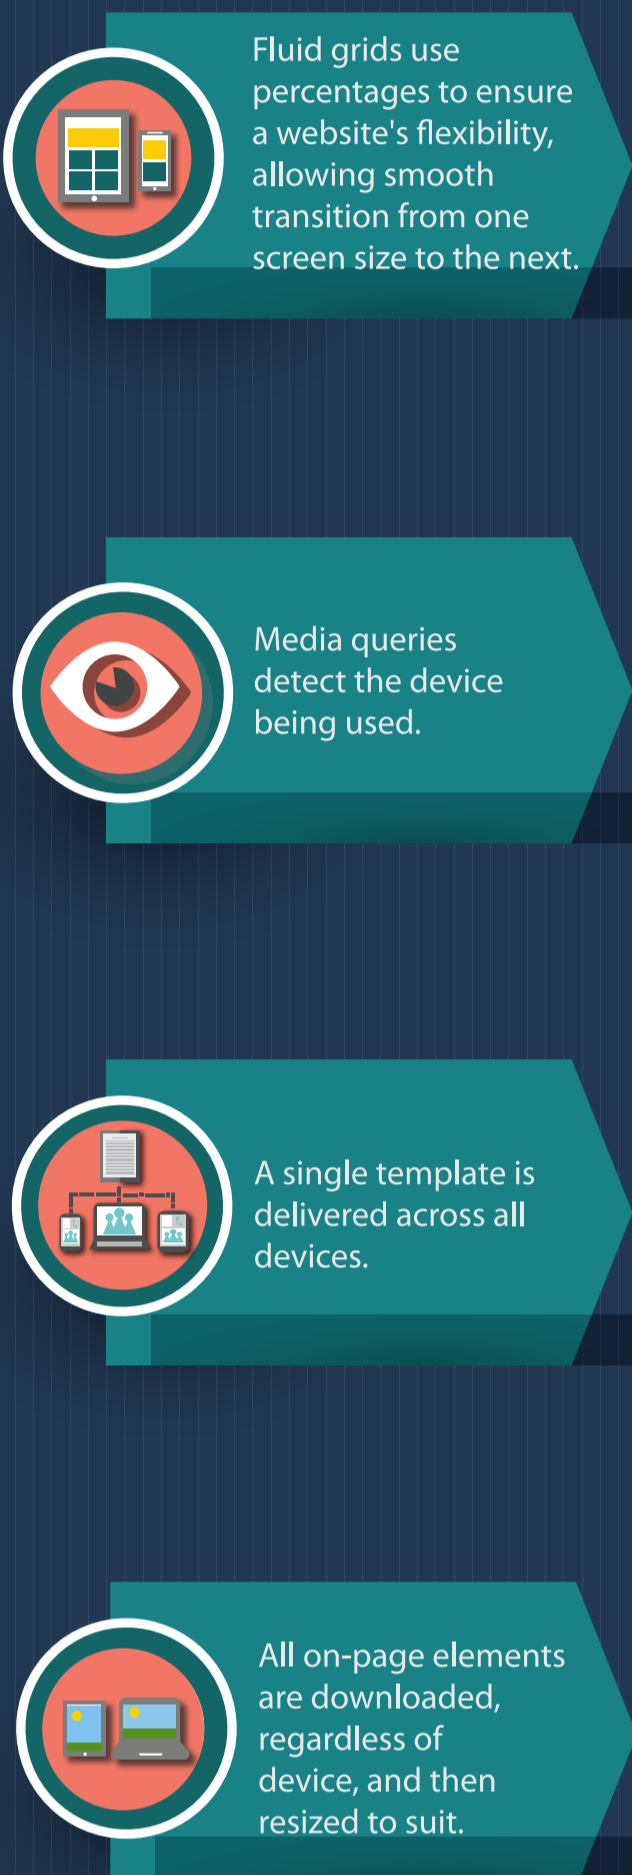 Fluid grids use
percentages to ensure
a website's flexibility,
allowing smooth
transition from one
screen size to the next.
Media queries
detect the device
being used.
A single template is
delivered across all
devices.
All on-page elements
are downloaded,
regardless of
device, and then
resized to suit.